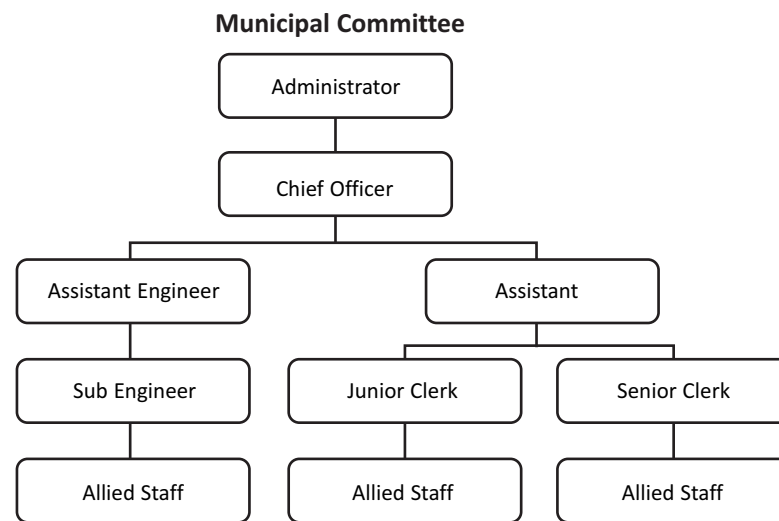 Municipal Committee
Administrator
Chief Officer
Assistant Engineer
Assistant
Sub Engineer
Junior Clerk
Senior Clerk
Allied Staff
Allied Staff
Allied Staff